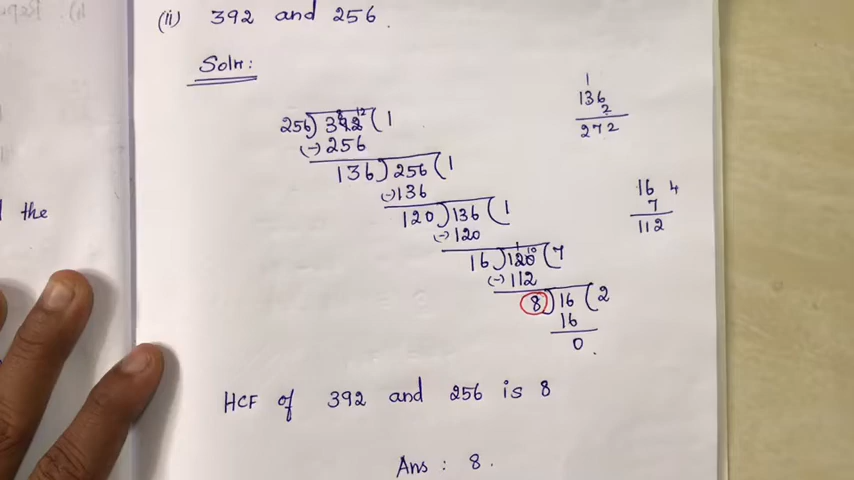 (ii) 392 and 256.
Soln:
256) 392 (1
(-) 256
136) 256 (1
(-) 136
120) 136 (1
(-) 120
16) 120 (7
(-) 112
8) 16 (2
16
0.
1
136
2
272
16 4
7
112
the
HCF of 392 and 256 is 8
Ans : 8.